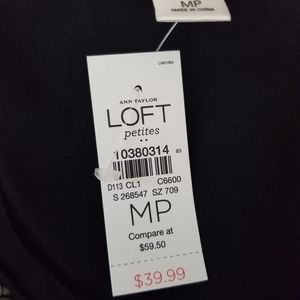 MP
MADE IN CHINA
ANN TAYLOR
LOFT
petites
10380314 83
D113 CL1 C6600
S 268547 SZ 709
MP
Compare at
$59.50
$39.99